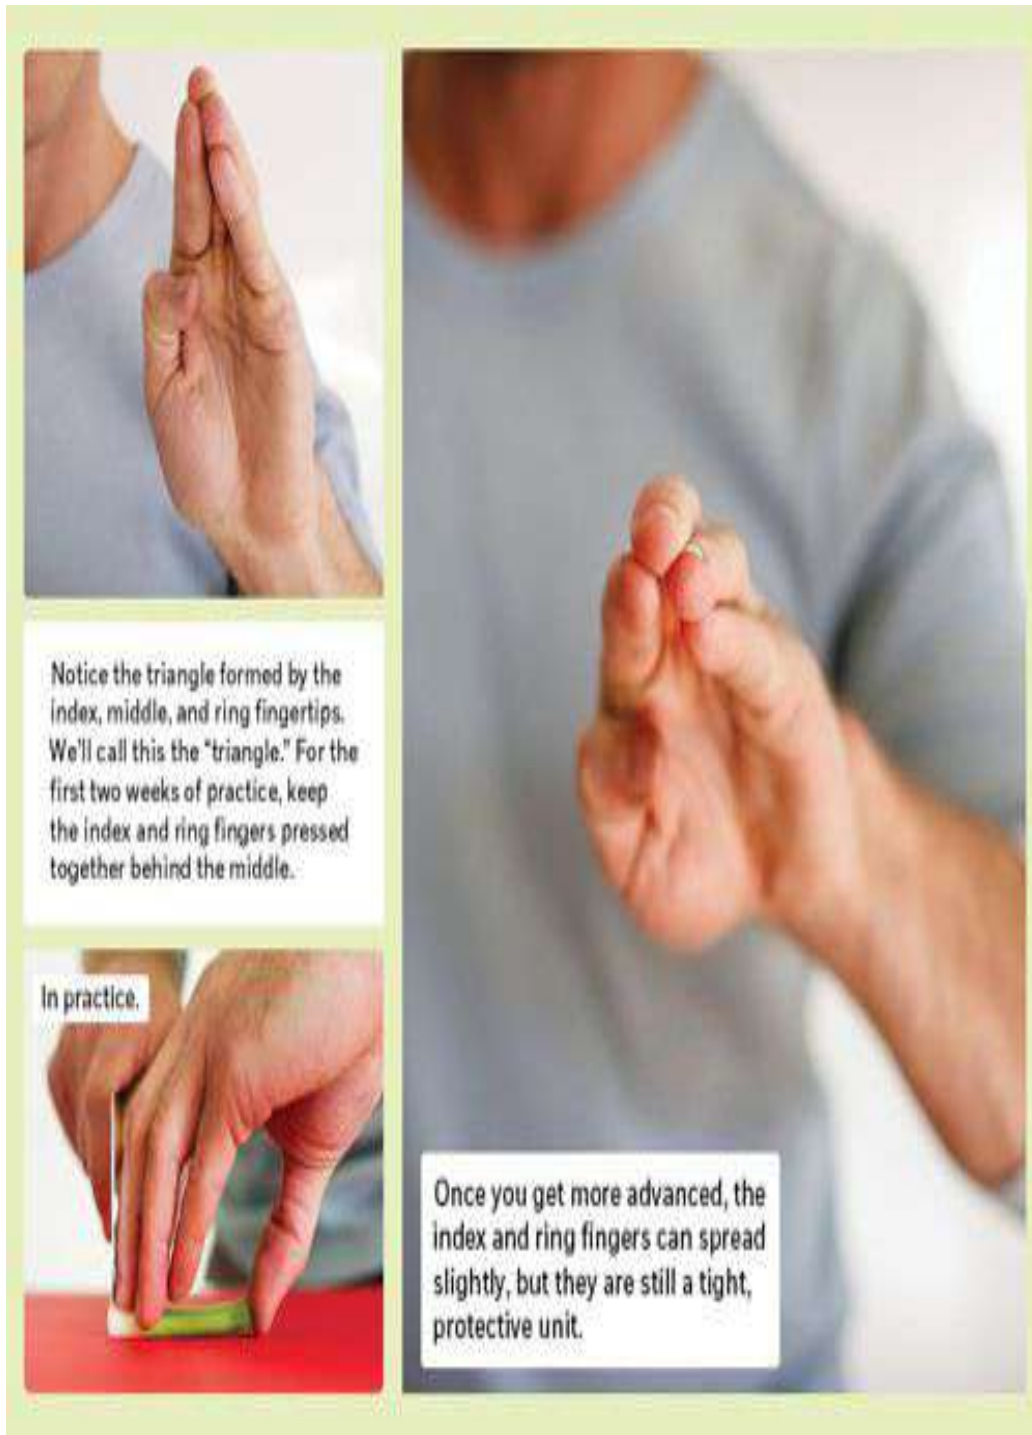 Notice the triangle formed by the
index, middle, and ring fingertips.
We'll call this the "triangle." For the
first two weeks of practice, keep
the index and ring fingers pressed
together behind the middle.
In practice.
Once you get more advanced, the
index and ring fingers can spread
slightly, but they are still a tight,
protective unit.